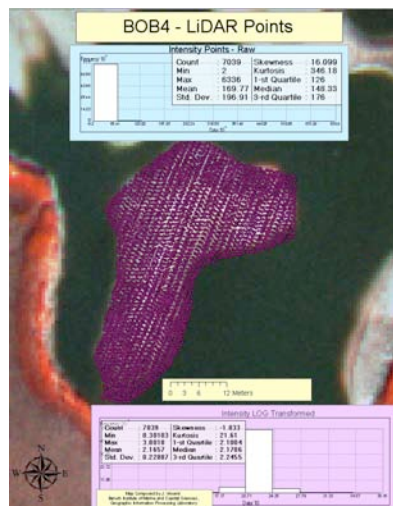 BOB4 - LiDAR Points
Intensity Points - Raw
Count : 7039 Skewness : 16.099
Min : 2 Kurtosis : 346.18
Max : 6336 1-st Quartile : 126
Mean : 169.77 Median : 148.33
Std. Dev. : 196.91 3-rd Quartile : 176
0 3 6 12 Meters
Intensity LOG Transformed
Count : 7039 Skewness : -1.833
Min : 0.30103 Kurtosis : 21.61
Max : 3.8018 1-st Quartile : 2.1004
Mean : 2.1657 Median : 2.1706
Std. Dev. : 0.22087 3-rd Quartile : 2.2455
N
W E
S